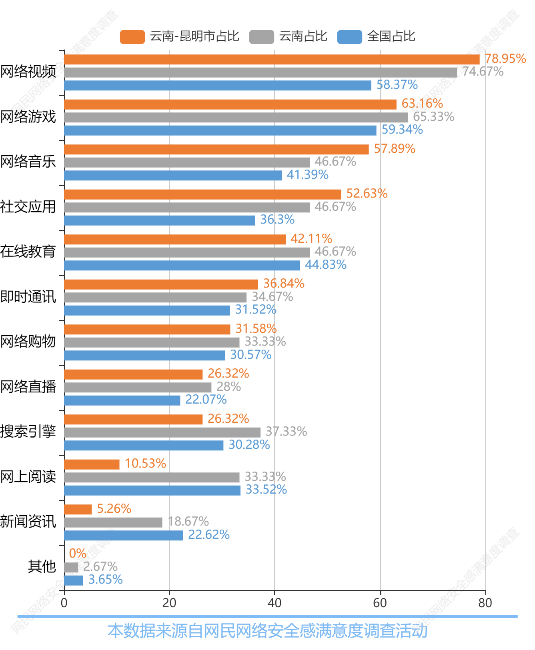 云南-昆明市占比 云南占比 全国占比
网络视频 78.95% 74.67% 58.37%
网络游戏 63.16% 65.33% 59.34%
网络音乐 57.89% 46.67% 41.39%
社交应用 52.63% 46.67% 36.3%
在线教育 42.11% 46.67% 44.83%
即时通讯 36.84% 34.67% 31.52%
网络购物 31.58% 33.33% 30.57%
网络直播 26.32% 28% 22.07%
搜索引擎 26.32% 37.33% 30.28%
网上阅读 10.53% 33.33% 33.52%
新闻资讯 5.26% 18.67% 22.62%
其他 0% 2.67% 3.65%
0 20 40 60 80
本数据来源自网民网络安全感满意度调查活动